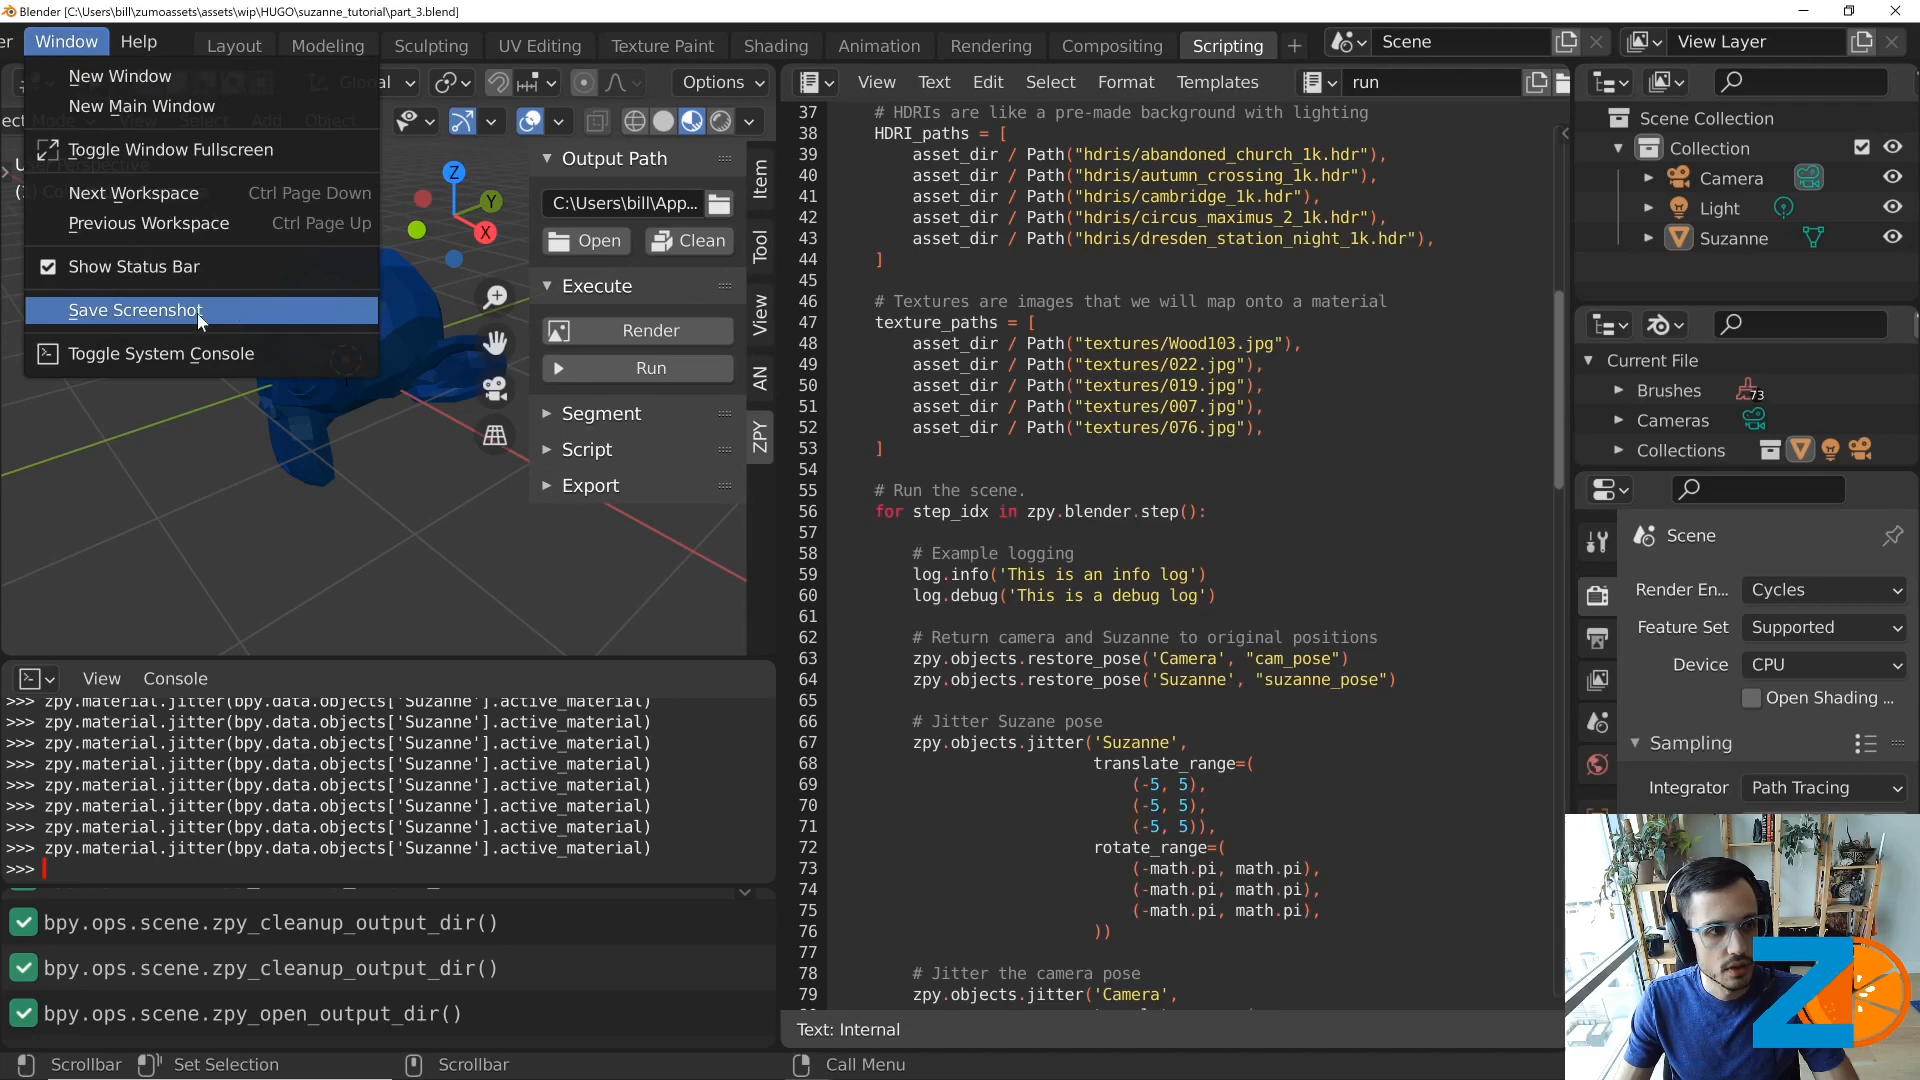 Blender [C:\Users\bill\zumoassets\assets\wip\HUGO\suzanne_tutorial\part_3.blend]
er Window Help Layout Modeling Sculpting UV Editing Texture Paint Shading Animation Rendering Compositing Scripting + Scene View Layer
New Window
New Main Window
Toggle Window Fullscreen
Next Workspace Ctrl Page Down
Previous Workspace Ctrl Page Up
Show Status Bar
Save Screenshot
Toggle System Console
Global Options
Z
Y
X
Output Path
C:\Users\bill\App...
Open Clean
Execute
Render
Run
Segment
Script
Export
Item
Tool
View
AN
ZPY
View Console
>>> zpy.material.jitter(bpy.data.objects['Suzanne'].active_material)
>>> zpy.material.jitter(bpy.data.objects['Suzanne'].active_material)
>>> zpy.material.jitter(bpy.data.objects['Suzanne'].active_material)
>>> zpy.material.jitter(bpy.data.objects['Suzanne'].active_material)
>>> zpy.material.jitter(bpy.data.objects['Suzanne'].active_material)
>>> zpy.material.jitter(bpy.data.objects['Suzanne'].active_material)
>>> zpy.material.jitter(bpy.data.objects['Suzanne'].active_material)
>>> zpy.material.jitter(bpy.data.objects['Suzanne'].active_material)
>>>
bpy.ops.scene.zpy_cleanup_output_dir()
bpy.ops.scene.zpy_cleanup_output_dir()
bpy.ops.scene.zpy_open_output_dir()
View Text Edit Select Format Templates run
37 # HDRIs are like a pre-made background with lighting
38 HDRI_paths = [
39 asset_dir / Path("hdris/abandoned_church_1k.hdr"),
40 asset_dir / Path("hdris/autumn_crossing_1k.hdr"),
41 asset_dir / Path("hdris/cambridge_1k.hdr"),
42 asset_dir / Path("hdris/circus_maximus_2_1k.hdr"),
43 asset_dir / Path("hdris/dresden_station_night_1k.hdr"),
44 ]
45
46 # Textures are images that we will map onto a material
47 texture_paths = [
48 asset_dir / Path("textures/Wood103.jpg"),
49 asset_dir / Path("textures/022.jpg"),
50 asset_dir / Path("textures/019.jpg"),
51 asset_dir / Path("textures/007.jpg"),
52 asset_dir / Path("textures/076.jpg"),
53 ]
54
55 # Run the scene.
56 for step_idx in zpy.blender.step():
57
58 # Example logging
59 log.info('This is an info log')
60 log.debug('This is a debug log')
61
62 # Return camera and Suzanne to original positions
63 zpy.objects.restore_pose('Camera', "cam_pose")
64 zpy.objects.restore_pose('Suzanne', "suzanne_pose")
65
66 # Jitter Suzane pose
67 zpy.objects.jitter('Suzanne',
68 translate_range=(
69 (-5, 5),
70 (-5, 5),
71 (-5, 5)),
72 rotate_range=(
73 (-math.pi, math.pi),
74 (-math.pi, math.pi),
75 (-math.pi, math.pi),
76 ))
77
78 # Jitter the camera pose
79 zpy.objects.jitter('Camera',
Text: Internal
Scene Collection
Collection
Camera
Light
Suzanne
Current File
Brushes 73
Cameras
Collections
Scene
Render En... Cycles
Feature Set Supported
Device CPU
Open Shading ...
Sampling
Integrator Path Tracing
Z
Scrollbar Set Selection Scrollbar Call Menu